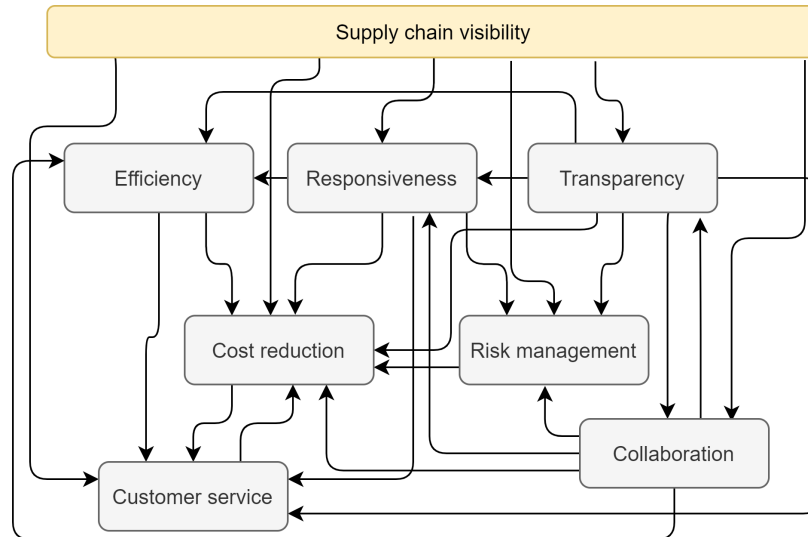 Supply chain visibility
Efficiency
Responsiveness
Transparency
Cost reduction
Risk management
Collaboration
Customer service